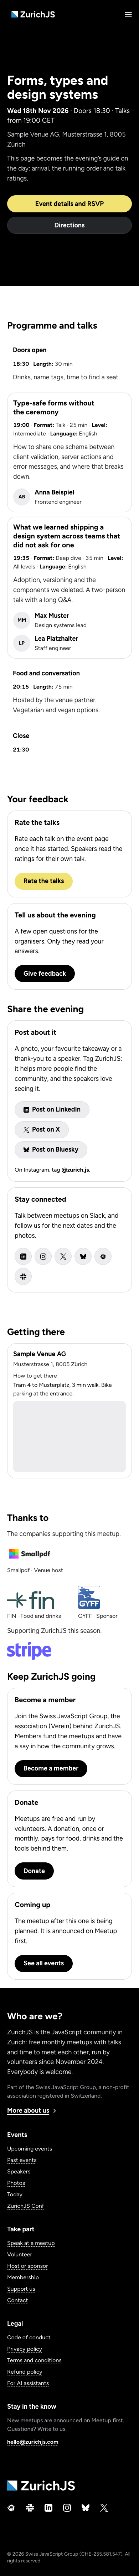 ZurichJS
Forms, types and
design systems
Wed 18th Nov 2026 · Doors 18:30 · Talks
from 19:00 CET
Sample Venue AG, Musterstrasse 1, 8005
Zürich
This page becomes the evening's guide on
the day: arrival, the running order and talk
ratings.
Event details and RSVP
Directions
Programme and talks
Doors open
18:30 Length: 30 min
Drinks, name tags, time to find a seat.
Type-safe forms without
the ceremony
19:00 Format: Talk · 25 min Level:
Intermediate Language: English
How to share one schema between
client validation, server actions and
error messages, and where that breaks
down.
AB
Anna Beispiel
Frontend engineer
What we learned shipping a
design system across teams that
did not ask for one
19:35 Format: Deep dive · 35 min Level:
All levels Language: English
Adoption, versioning and the
components we deleted. A two-person
talk with a long Q&A.
MM
Max Muster
Design systems lead
LP
Lea Platzhalter
Staff engineer
Food and conversation
20:15 Length: 75 min
Hosted by the venue partner.
Vegetarian and vegan options.
Close
21:30
Your feedback
Rate the talks
Rate each talk on the event page
once it has started. Speakers read the
ratings for their own talk.
Rate the talks
Tell us about the evening
A few open questions for the
organisers. Only they read your
answers.
Give feedback
Share the evening
Post about it
A photo, your favourite takeaway or a
thank-you to a speaker. Tag ZurichJS:
it helps more people find the
community, and the speakers love
seeing it.
Post on LinkedIn
Post on X
Post on Bluesky
On Instagram, tag @zurich.js.
Stay connected
Talk between meetups on Slack, and
follow us for the next dates and the
photos.
Getting there
Sample Venue AG
Musterstrasse 1, 8005 Zürich
How to get there
Tram 4 to Musterplatz, 3 min walk. Bike
parking at the entrance.
Thanks to
The companies supporting this meetup.
Smallpdf
Smallpdf · Venue host
fin
GYFF
FIN · Food and drinks
GYFF · Sponsor
Supporting ZurichJS this season.
stripe
Keep ZurichJS going
Become a member
Join the Swiss JavaScript Group, the
association (Verein) behind ZurichJS.
Members fund the meetups and have
a say in how the community grows.
Become a member
Donate
Meetups are free and run by
volunteers. A donation, once or
monthly, pays for food, drinks and the
tools behind them.
Donate
Coming up
The meetup after this one is being
planned. It is announced on Meetup
first.
See all events
Who are we?
ZurichJS is the JavaScript community in
Zurich: free monthly meetups with talks
and time to meet each other, run by
volunteers since November 2024.
Everybody is welcome.
Part of the Swiss JavaScript Group, a non-profit
association registered in Switzerland.
More about us
Events
Upcoming events
Past events
Speakers
Photos
Today
ZurichJS Conf
Take part
Speak at a meetup
Volunteer
Host or sponsor
Membership
Support us
Contact
Legal
Code of conduct
Privacy policy
Terms and conditions
Refund policy
For AI assistants
Stay in the know
New meetups are announced on Meetup first.
Questions? Write to us.
hello@zurichjs.com
ZurichJS
© 2026 Swiss JavaScript Group (CHE-255.581.547). All
rights reserved.